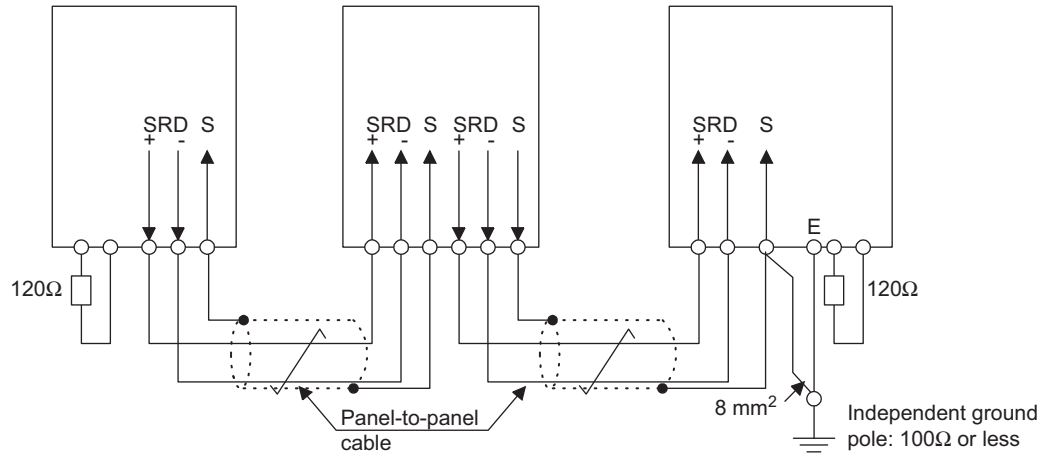 SRD S
+ -
SRD S SRD S
+ - + -
SRD S
+ -
E
120Ω
120Ω
Panel-to-panel
cable
8 mm²
Independent ground
pole: 100Ω or less